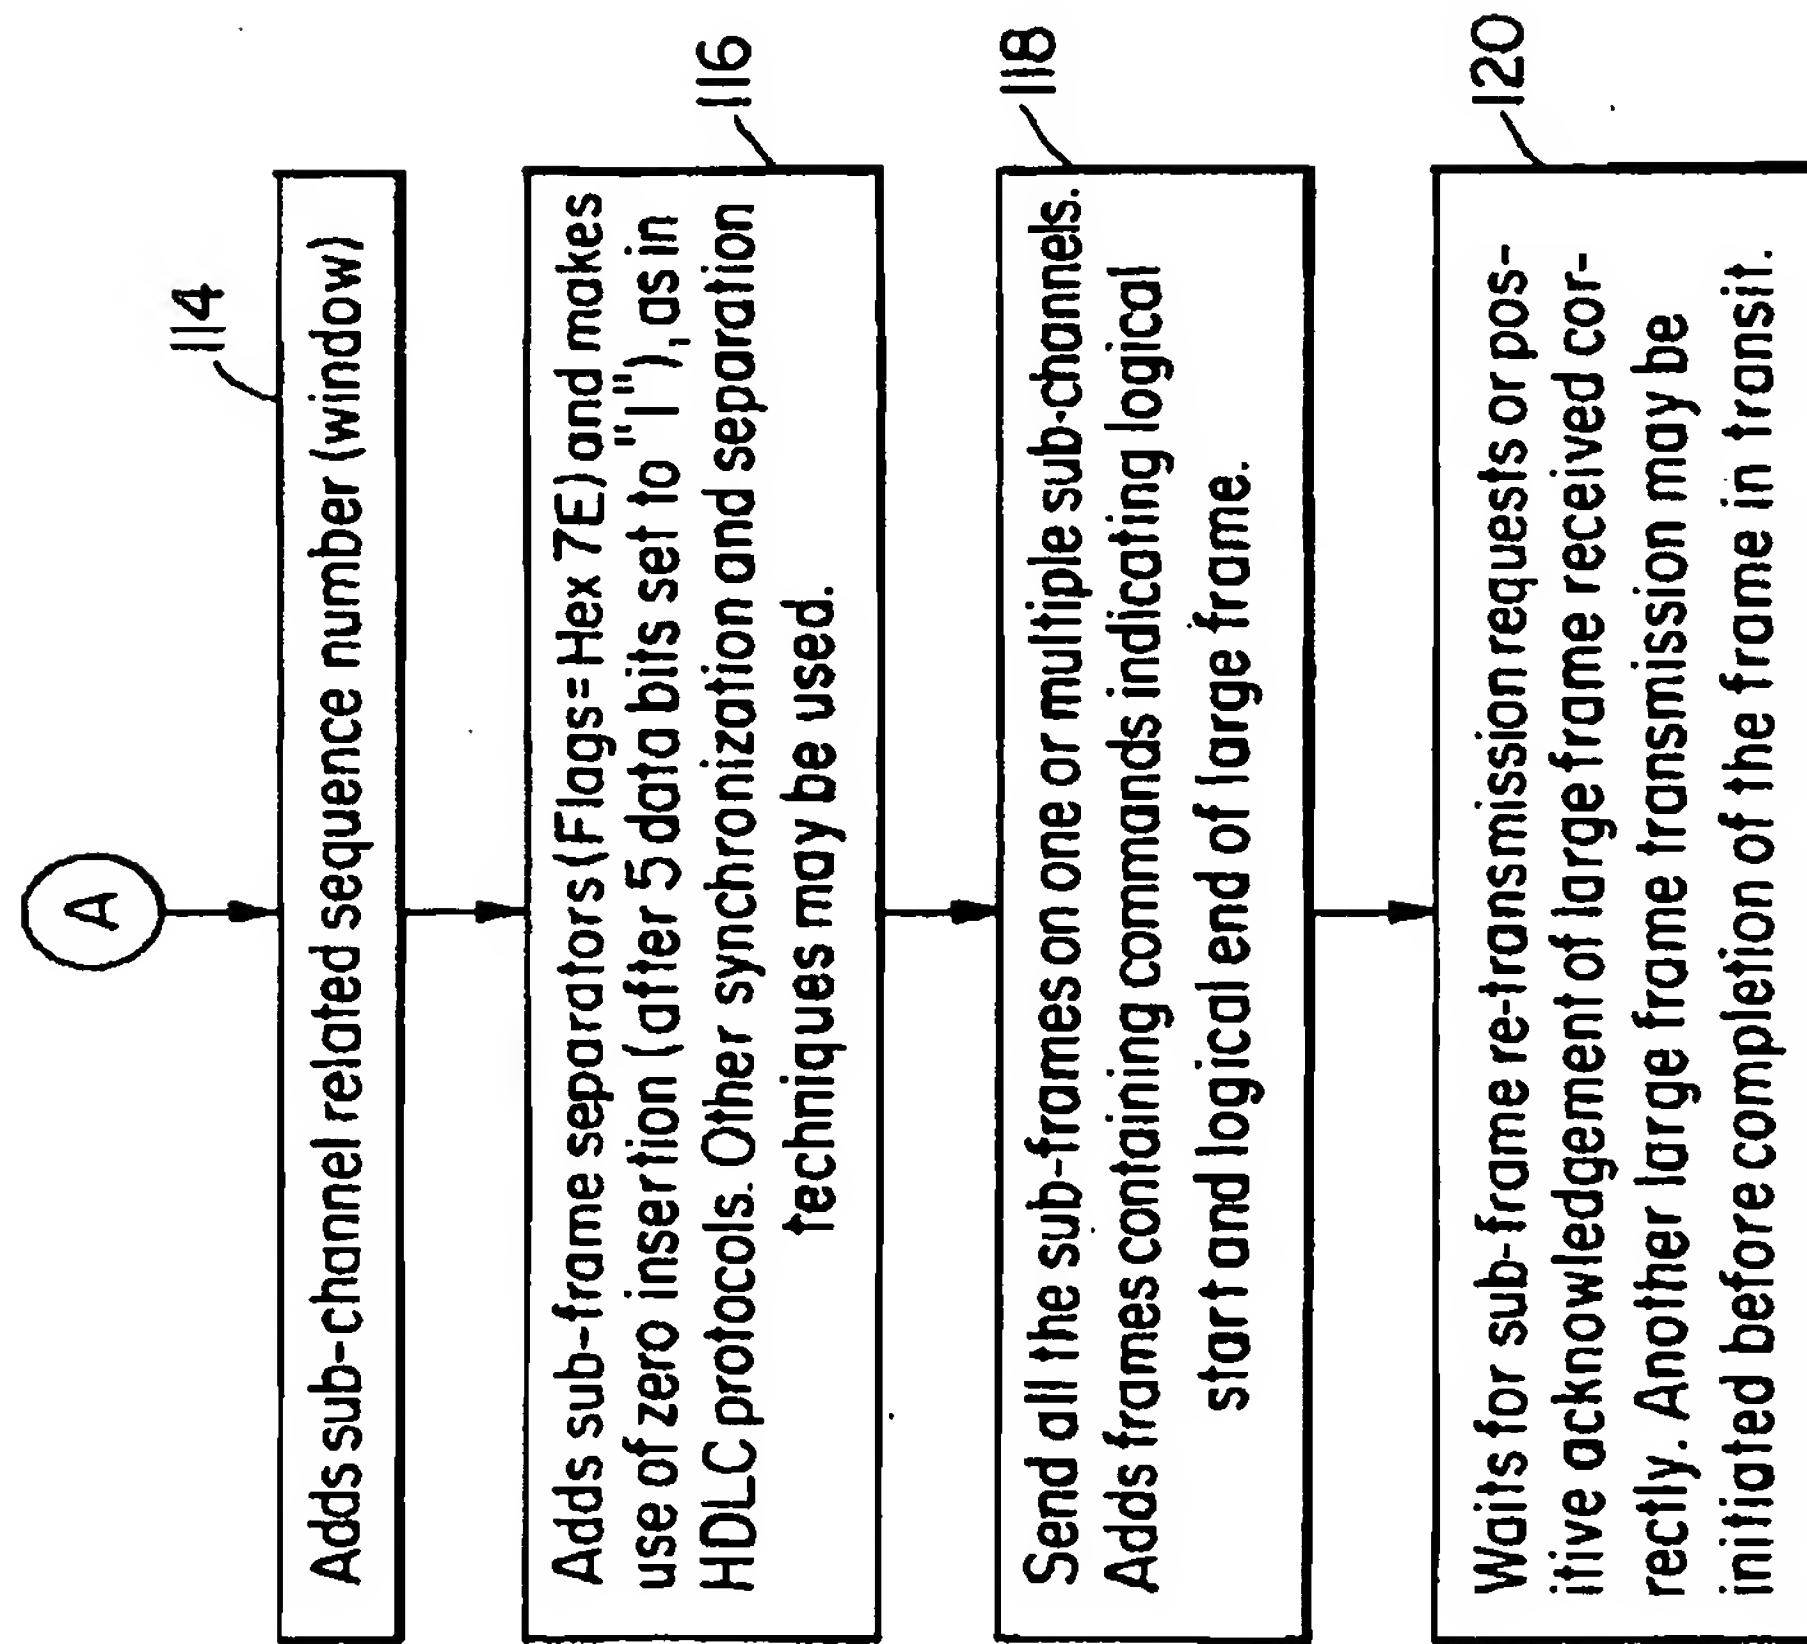 A
114
Adds sub-channel related sequence number (window)
116
Adds sub-frame separators (Flags=Hex 7E) and makes
use of zero insertion (after 5 data bits set to "1"), as in
HDLC protocols. Other synchronization and separation
techniques may be used.
118
Send all the sub-frames on one or multiple sub-channels.
Adds frames containing commands indicating logical
start and logical end of large frame.
120
Waits for sub-frame re-transmission requests or pos-
itive acknowledgement of large frame received cor-
rectly. Another large frame transmission may be
initiated before completion of the frame in transit.